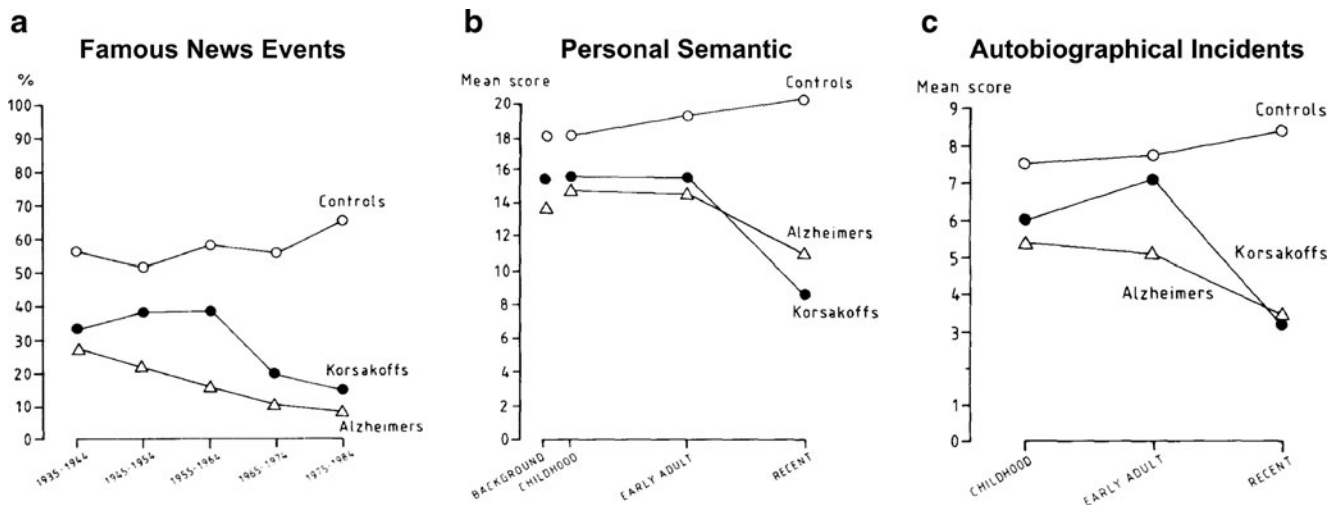 a
Famous News Events
%
100
90
80
70
60
50
40
30
20
10
0
Controls
Korsakoffs
Alzheimers
1935-1944
1945-1954
1955-1964
1965-1974
1975-1984
b
Personal Semantic
Mean score
20
18
16
14
12
10
8
6
4
2
0
Controls
Alzheimers
Korsakoffs
BACKGROUND
CHILDHOOD
EARLY ADULT
RECENT
c
Autobiographical Incidents
Mean score
9
8
7
6
5
4
3
2
1
0
Controls
Korsakoffs
Alzheimers
CHILDHOOD
EARLY ADULT
RECENT